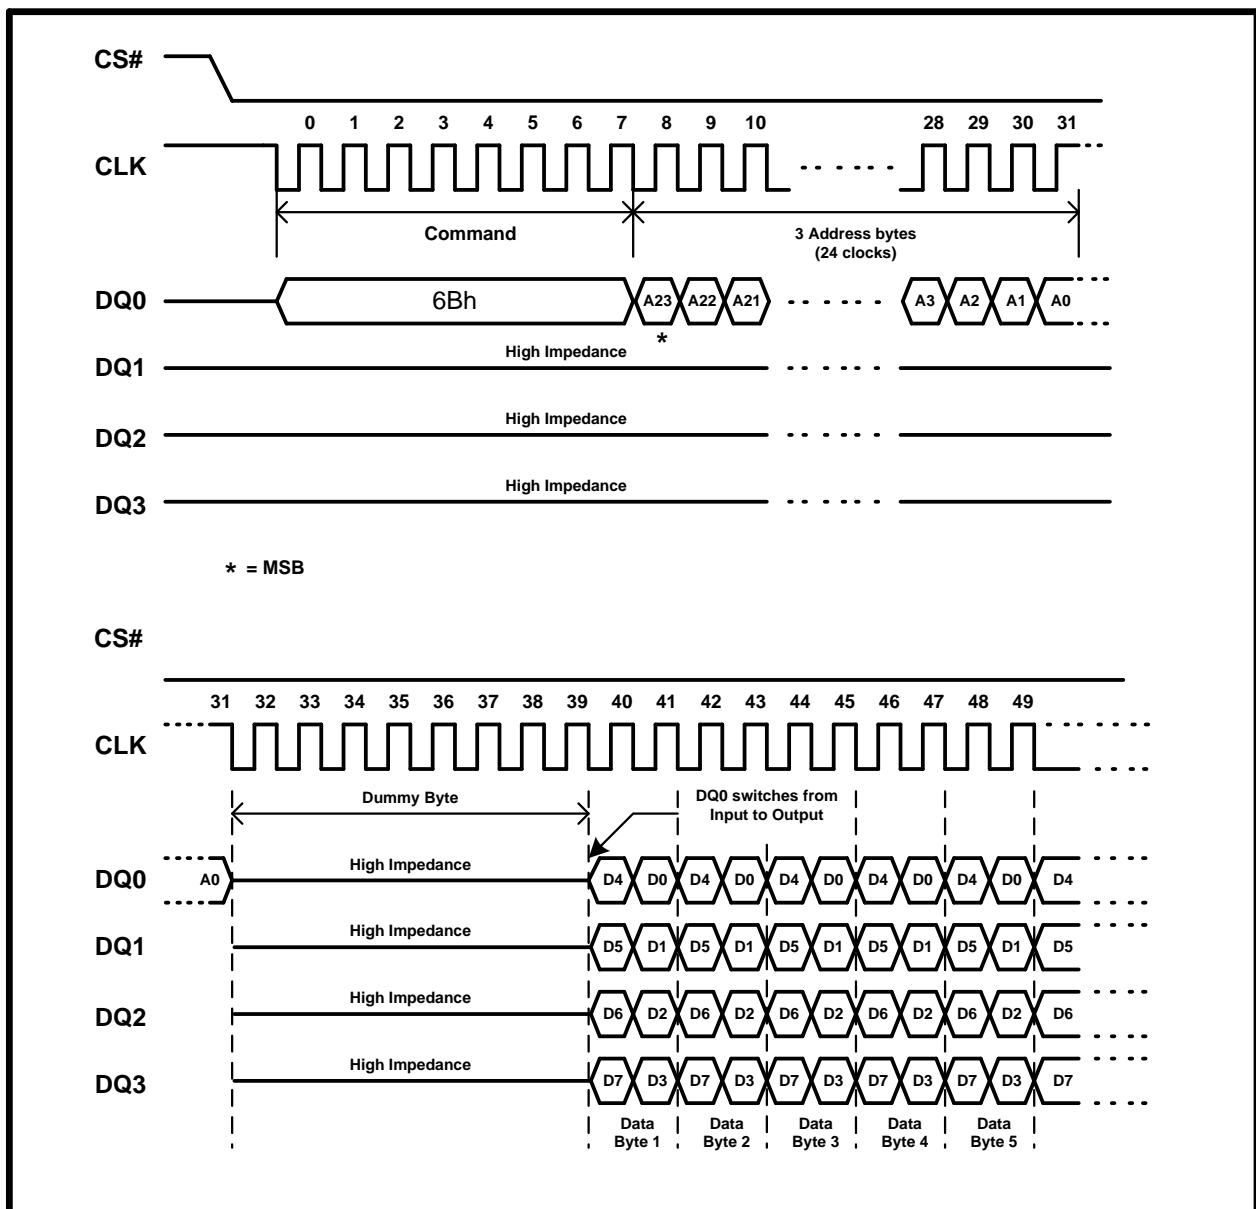 CS#
0 1 2 3 4 5 6 7 8 9 10 28 29 30 31
CLK
Command
3 Address bytes
(24 clocks)
DQ0 6Bh A23 A22 A21 A3 A2 A1 A0
*
High Impedance
DQ1
High Impedance
DQ2
High Impedance
DQ3
* = MSB
CS#
31 32 33 34 35 36 37 38 39 40 41 42 43 44 45 46 47 48 49
CLK
Dummy Byte
DQ0 switches from
Input to Output
High Impedance
DQ0 A0 D4 D0 D4 D0 D4 D0 D4 D0 D4 D0 D4
High Impedance
DQ1 D5 D1 D5 D1 D5 D1 D5 D1 D5 D1 D5
High Impedance
DQ2 D6 D2 D6 D2 D6 D2 D6 D2 D6 D2 D6
High Impedance
DQ3 D7 D3 D7 D3 D7 D3 D7 D3 D7 D3 D7
Data Data Data Data Data
Byte 1 Byte 2 Byte 3 Byte 4 Byte 5